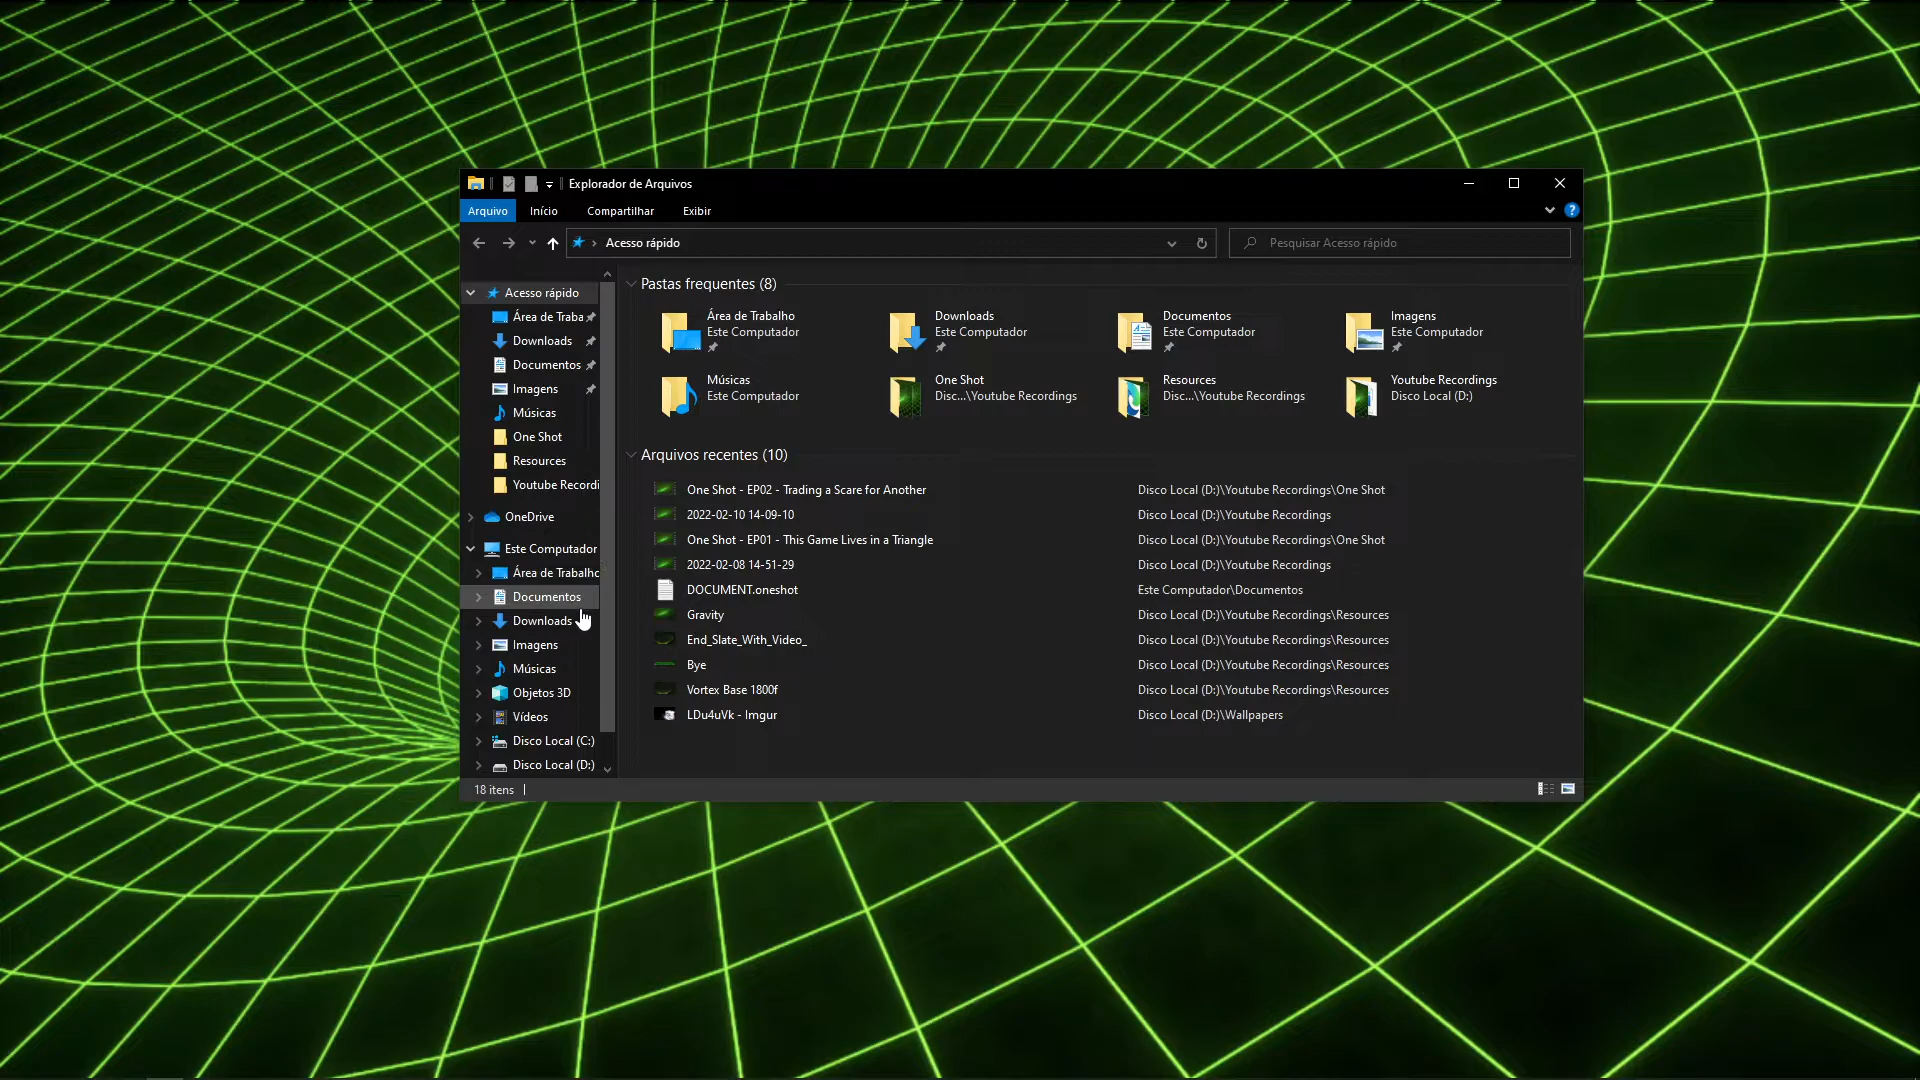 Explorador de Arquivos
Arquivo Início Compartilhar Exibir
Acesso rápido
Pesquisar Acesso rápido
Acesso rápido
Área de Traba
Downloads
Documentos
Imagens
Músicas
One Shot
Resources
Youtube Recordi
OneDrive
Este Computador
Área de Trabalho
Documentos
Downloads
Imagens
Músicas
Objetos 3D
Vídeos
Disco Local (C:)
Disco Local (D:)
Pastas frequentes (8)
Área de Trabalho
Este Computador
Downloads
Este Computador
Documentos
Este Computador
Imagens
Este Computador
Músicas
Este Computador
One Shot
Disc...\Youtube Recordings
Resources
Disc...\Youtube Recordings
Youtube Recordings
Disco Local (D:)
Arquivos recentes (10)
One Shot - EP02 - Trading a Scare for Another Disco Local (D:)\Youtube Recordings\One Shot
2022-02-10 14-09-10 Disco Local (D:)\Youtube Recordings
One Shot - EP01 - This Game Lives in a Triangle Disco Local (D:)\Youtube Recordings\One Shot
2022-02-08 14-51-29 Disco Local (D:)\Youtube Recordings
DOCUMENT.oneshot Este Computador\Documentos
Gravity Disco Local (D:)\Youtube Recordings\Resources
End_Slate_With_Video_ Disco Local (D:)\Youtube Recordings\Resources
Bye Disco Local (D:)\Youtube Recordings\Resources
Vortex Base 1800f Disco Local (D:)\Youtube Recordings\Resources
LDu4uVk - Imgur Disco Local (D:)\Wallpapers
18 itens